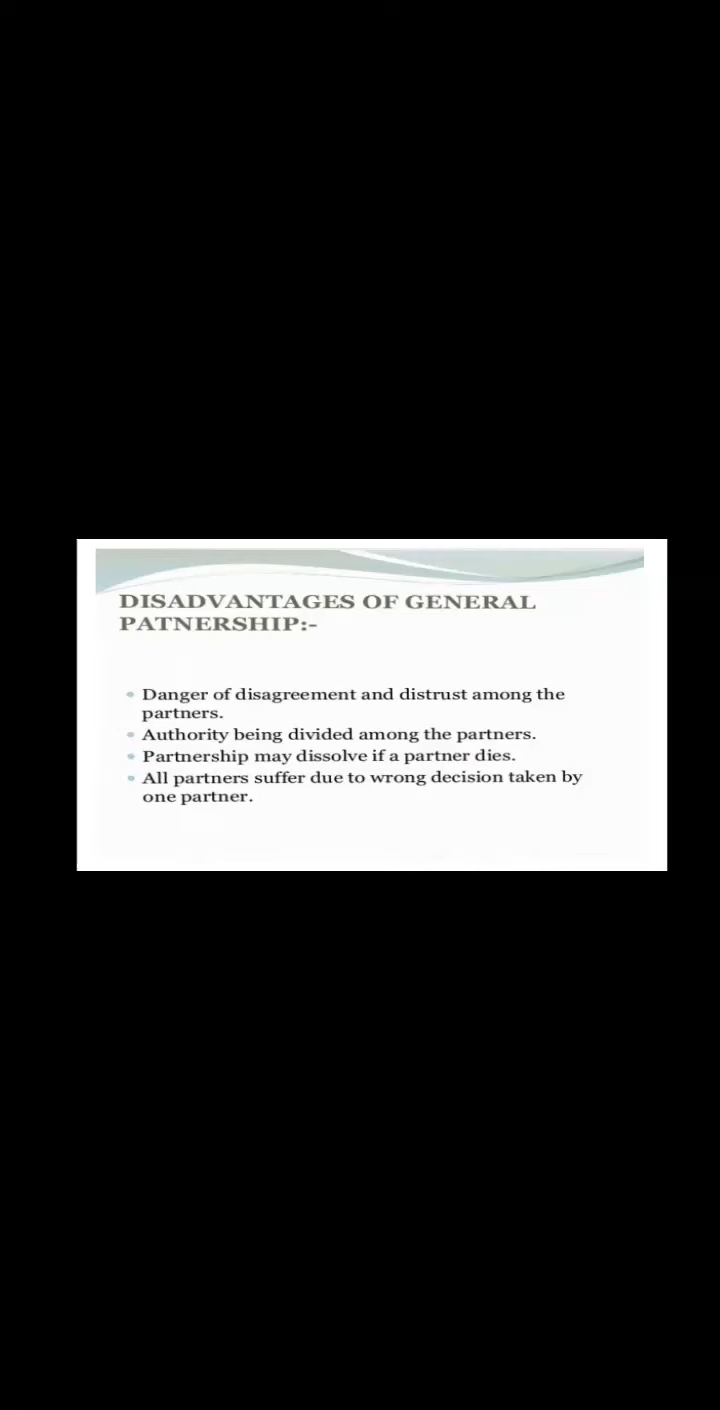 DISADVANTAGES OF GENERAL
PATNERSHIP:-
Danger of disagreement and distrust among the
partners.
Authority being divided among the partners.
Partnership may dissolve if a partner dies.
All partners suffer due to wrong decision taken by
one partner.